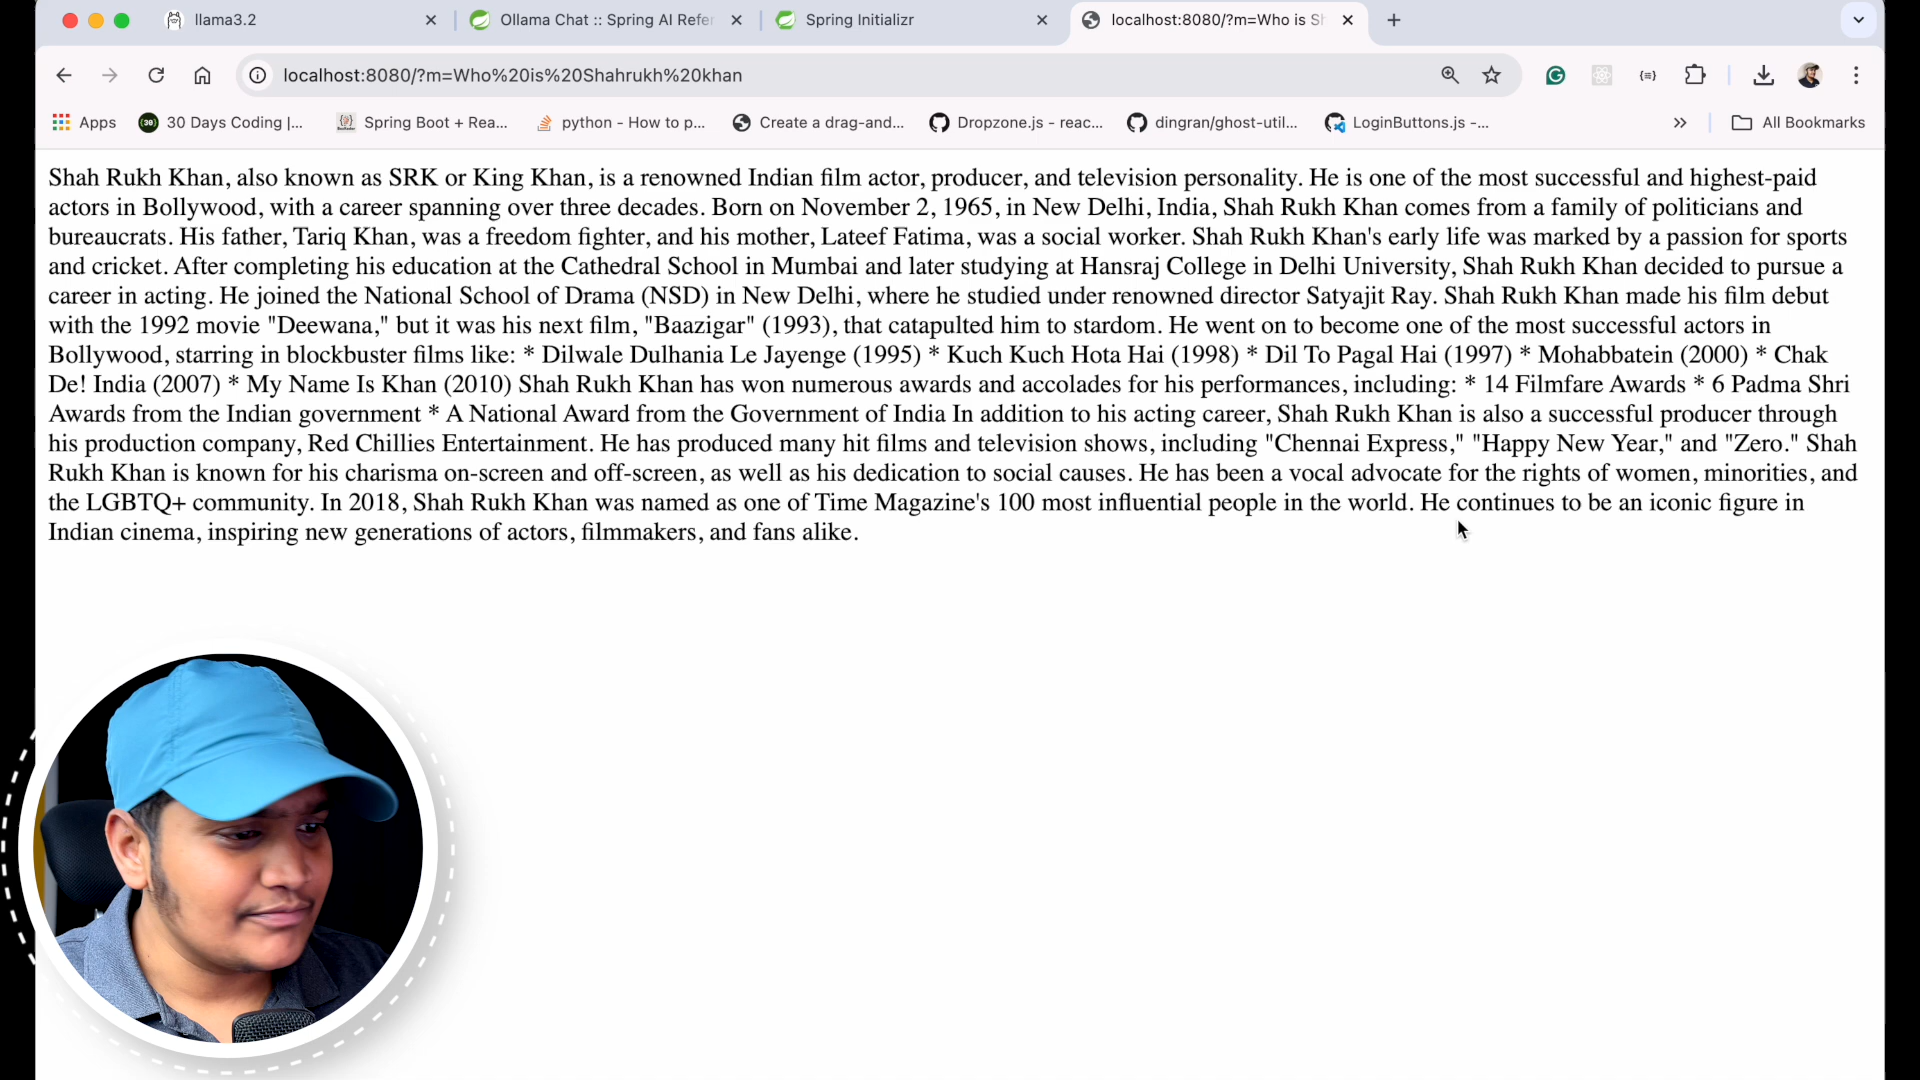 llama3.2
Ollama Chat :: Spring AI Refer
Spring Initializr
localhost:8080/?m=Who is Sh
localhost:8080/?m=Who%20is%20Shahrukh%20khan
Apps
30 Days Coding |...
Spring Boot + Rea...
python - How to p...
Create a drag-and...
Dropzone.js - reac...
dingran/ghost-util...
LoginButtons.js -...
All Bookmarks
Shah Rukh Khan, also known as SRK or King Khan, is a renowned Indian film actor, producer, and television personality. He is one of the most successful and highest-paid
actors in Bollywood, with a career spanning over three decades. Born on November 2, 1965, in New Delhi, India, Shah Rukh Khan comes from a family of politicians and
bureaucrats. His father, Tariq Khan, was a freedom fighter, and his mother, Lateef Fatima, was a social worker. Shah Rukh Khan's early life was marked by a passion for sports
and cricket. After completing his education at the Cathedral School in Mumbai and later studying at Hansraj College in Delhi University, Shah Rukh Khan decided to pursue a
career in acting. He joined the National School of Drama (NSD) in New Delhi, where he studied under renowned director Satyajit Ray. Shah Rukh Khan made his film debut
with the 1992 movie "Deewana," but it was his next film, "Baazigar" (1993), that catapulted him to stardom. He went on to become one of the most successful actors in
Bollywood, starring in blockbuster films like: * Dilwale Dulhania Le Jayenge (1995) * Kuch Kuch Hota Hai (1998) * Dil To Pagal Hai (1997) * Mohabbatein (2000) * Chak
De! India (2007) * My Name Is Khan (2010) Shah Rukh Khan has won numerous awards and accolades for his performances, including: * 14 Filmfare Awards * 6 Padma Shri
Awards from the Indian government * A National Award from the Government of India In addition to his acting career, Shah Rukh Khan is also a successful producer through
his production company, Red Chillies Entertainment. He has produced many hit films and television shows, including "Chennai Express," "Happy New Year," and "Zero." Shah
Rukh Khan is known for his charisma on-screen and off-screen, as well as his dedication to social causes. He has been a vocal advocate for the rights of women, minorities, and
the LGBTQ+ community. In 2018, Shah Rukh Khan was named as one of Time Magazine's 100 most influential people in the world. He continues to be an iconic figure in
Indian cinema, inspiring new generations of actors, filmmakers, and fans alike.